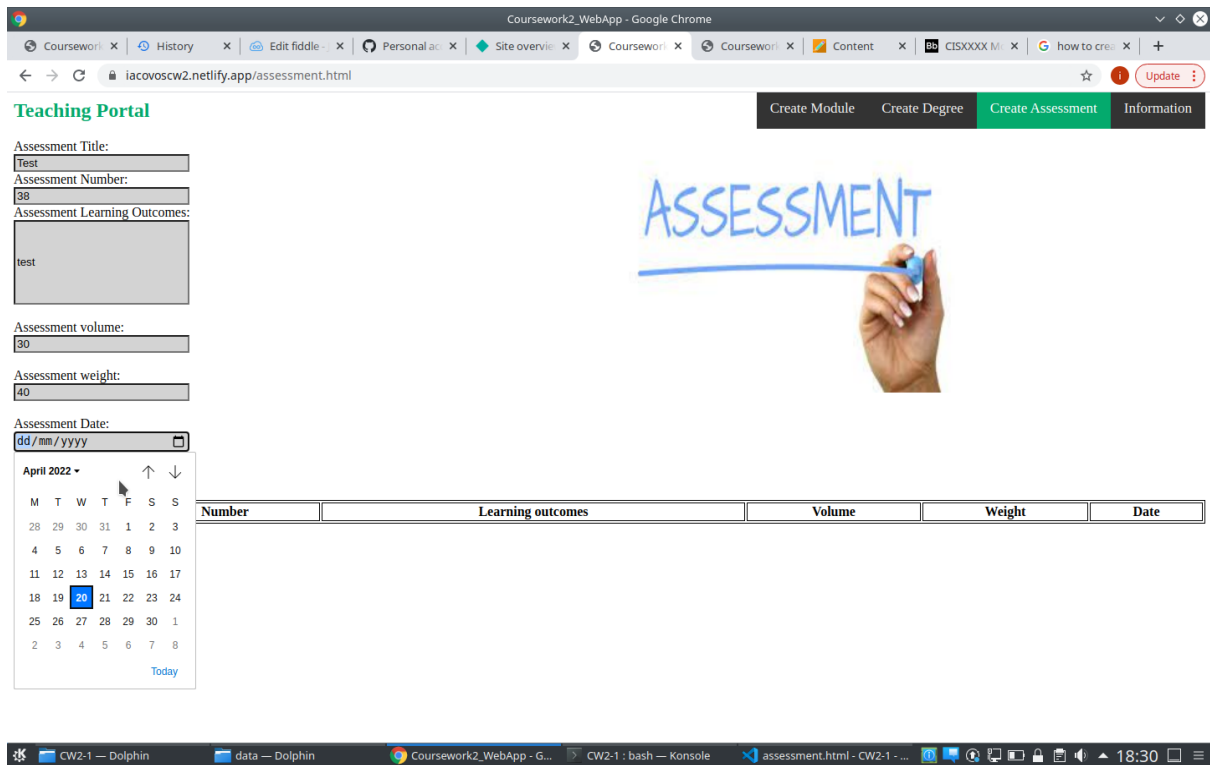 Coursework2_WebApp - Google Chrome
Coursework
History
Edit fiddle -
Personal ac
Site overvie
Coursework
Coursework
Content
Bb CISXXXX M
G how to crea
iacovoscw2.netlify.app/assessment.html
i
Update
Teaching Portal
Create Module Create Degree Create Assessment Information
Assessment Title:
Test
Assessment Number:
38
Assessment Learning Outcomes:
test
ASSESSMENT
Assessment volume:
30
Assessment weight:
40
Assessment Date:
dd/mm/yyyy
April 2022
M T W T F S S
28 29 30 31 1 2 3
4 5 6 7 8 9 10
11 12 13 14 15 16 17
18 19 20 21 22 23 24
25 26 27 28 29 30 1
2 3 4 5 6 7 8
Today
Number Learning outcomes Volume Weight Date
CW2-1 — Dolphin
data — Dolphin
Coursework2_WebApp - G...
CW2-1 : bash — Konsole
assessment.html - CW2-1 - ...
18:30